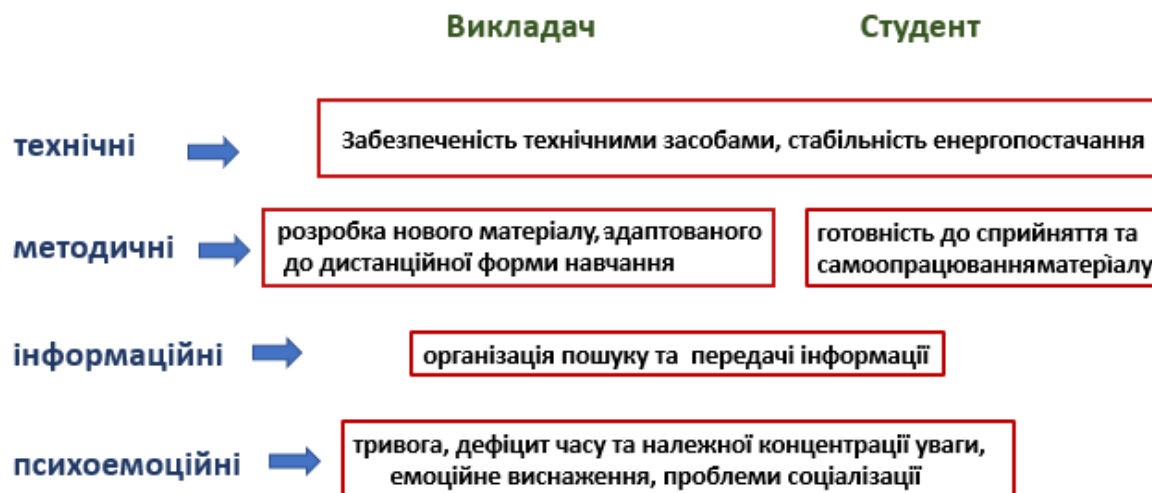 Викладач Студент
технічні Забезпеченість технічними засобами, стабільність енергопостачання
методичні
розробка нового матеріалу, адаптованого
до дистанційної форми навчання
готовність до сприйняття та
самоопрацюванняматеріалу
інформаційні організація пошуку та передачі інформації
психоемоційні
тривога, дефіцит часу та належної концентрації уваги,
емоційне виснаження, проблеми соціалізації